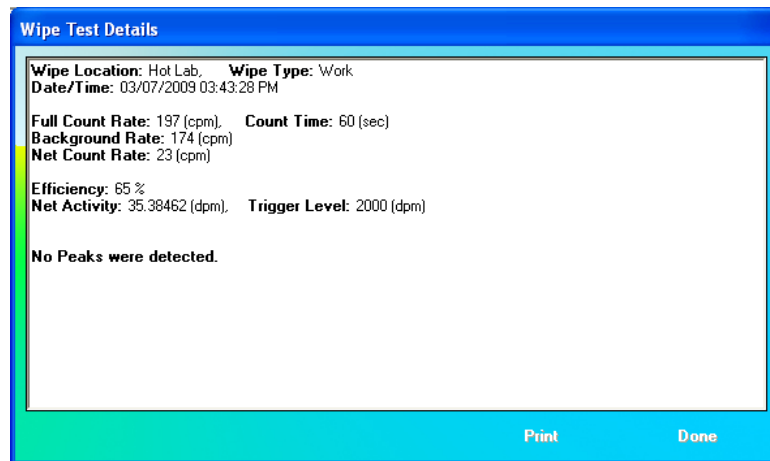 Wipe Test Details
Wipe Location: Hot Lab, Wipe Type: Work
Date/Time: 03/07/2009 03:43:28 PM
Full Count Rate: 197 (cpm), Count Time: 60 (sec)
Background Rate: 174 (cpm)
Net Count Rate: 23 (cpm)
Efficiency: 65 %
Net Activity: 35.38462 (dpm), Trigger Level: 2000 (dpm)
No Peaks were detected.
Print Done